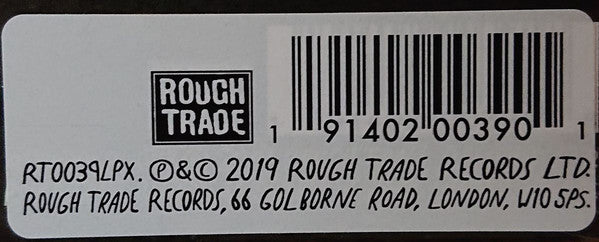 ROUGH
TRADE
1 91402 00390 1
RT0039LPX. ℗&© 2019 ROUGH TRADE RECORDS LTD.
ROUGH TRADE RECORDS, 66 GOLBORNE ROAD, LONDON, W10 5PS.